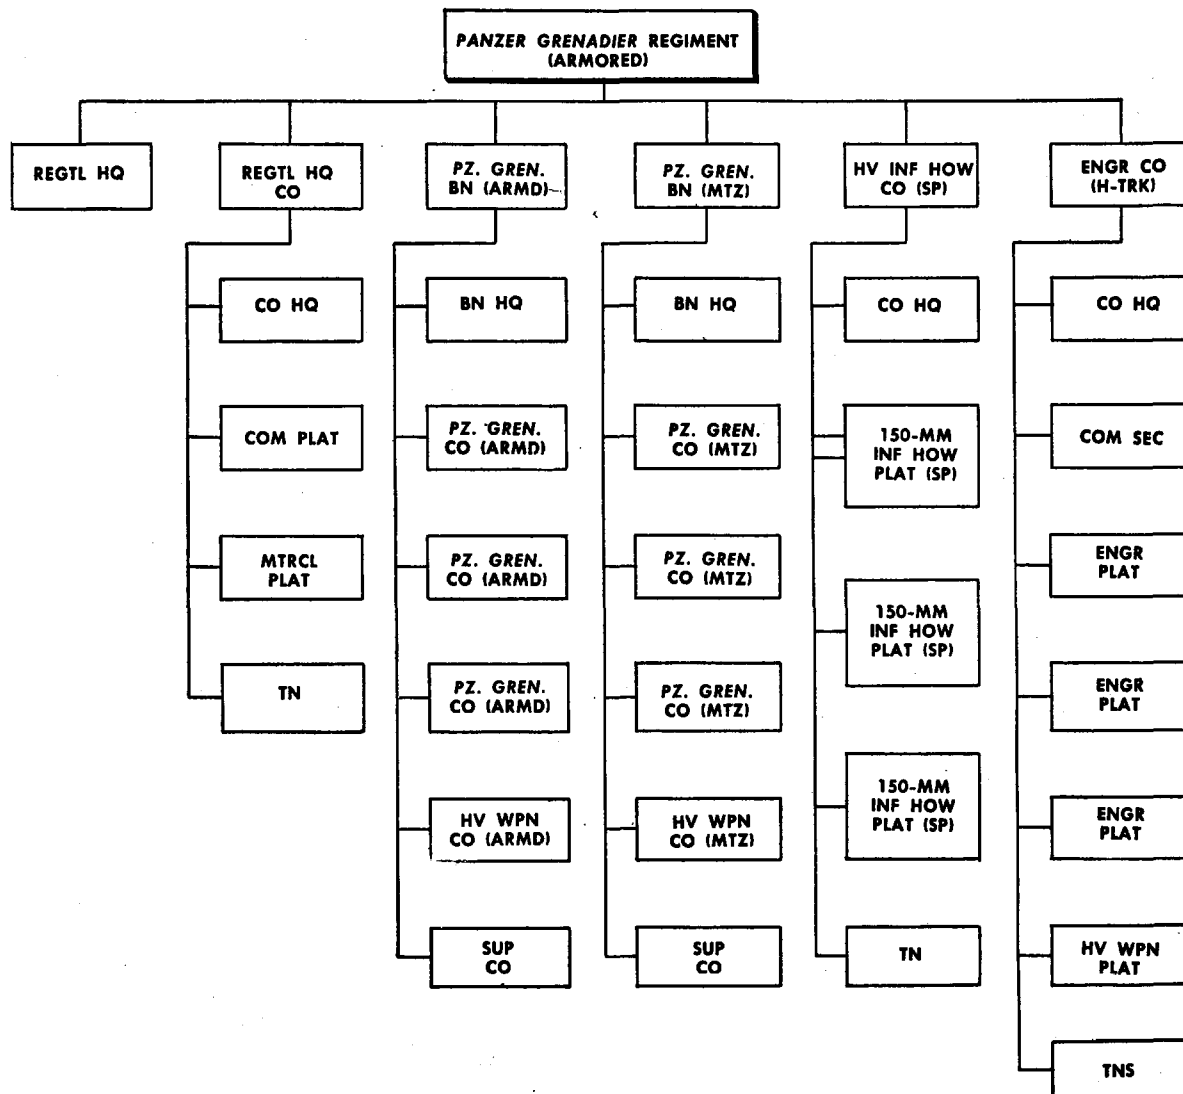 PANZER GRENADIER REGIMENT
(ARMORED)
REGTL HQ
REGTL HQ
CO
PZ. GREN.
BN (ARMD)
PZ. GREN.
BN (MTZ)
HV INF HOW
CO (SP)
ENGR CO
(H-TRK)
CO HQ
COM PLAT
MTRCL
PLAT
TN
BN HQ
PZ. GREN.
CO (ARMD)
PZ. GREN.
CO (ARMD)
PZ. GREN.
CO (ARMD)
HV WPN
CO (ARMD)
SUP
CO
BN HQ
PZ. GREN.
CO (MTZ)
PZ. GREN.
CO (MTZ)
PZ. GREN.
CO (MTZ)
HV WPN
CO (MTZ)
SUP
CO
CO HQ
150-MM
INF HOW
PLAT (SP)
150-MM
INF HOW
PLAT (SP)
150-MM
INF HOW
PLAT (SP)
TN
CO HQ
COM SEC
ENGR
PLAT
ENGR
PLAT
ENGR
PLAT
HV WPN
PLAT
TNS